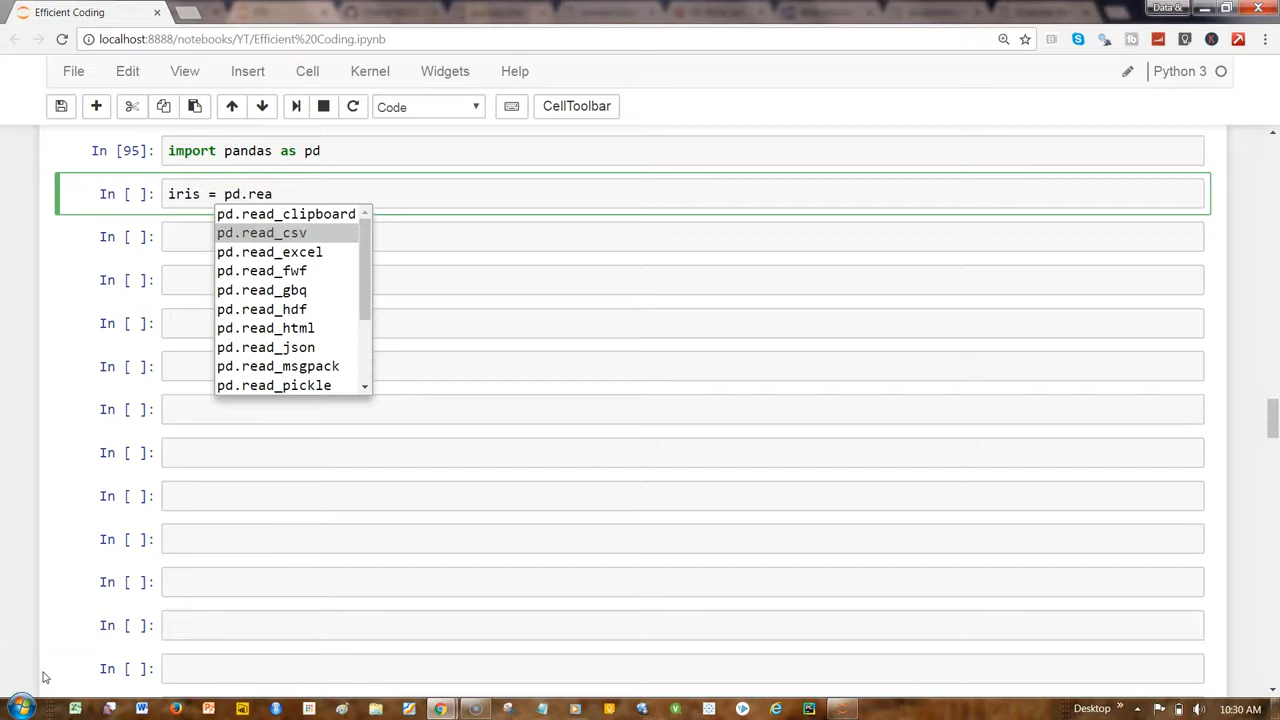 Efficient Coding
Data &
localhost:8888/notebooks/YT/Efficient%20Coding.ipynb
File Edit View Insert Cell Kernel Widgets Help
Python 3
Code
CellToolbar
In [95]: import pandas as pd
In [ ]: iris = pd.rea
pd.read_clipboard
In [ ]: pd.read_csv
pd.read_excel
pd.read_fwf
In [ ]: pd.read_gbq
pd.read_hdf
In [ ]: pd.read_html
pd.read_json
In [ ]: pd.read_msgpack
pd.read_pickle
In [ ]:
In [ ]:
In [ ]:
In [ ]:
In [ ]:
In [ ]:
In [ ]:
Desktop
10:30 AM